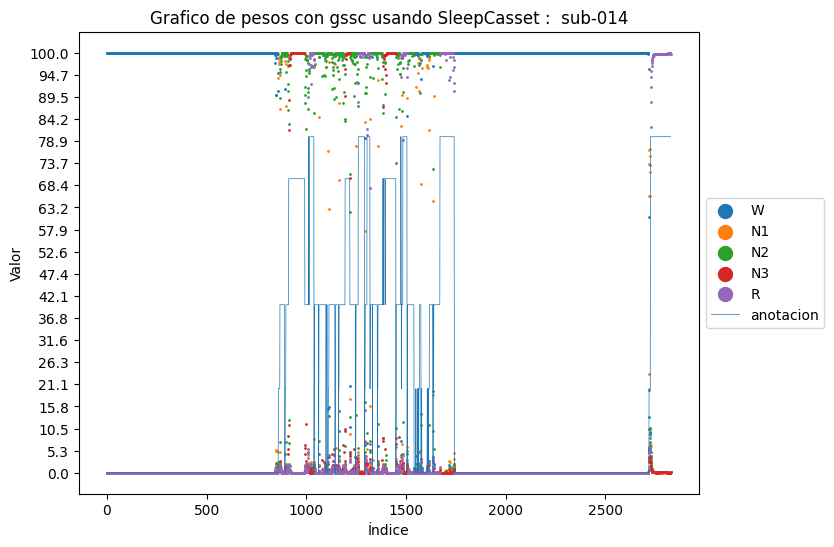 Grafico de pesos con gssc usando SleepCasset :  sub-014
100.0
94.7
89.5
84.2
78.9
73.7
68.4
63.2
57.9
52.6
47.4
42.1
36.8
31.6
26.3
21.1
15.8
10.5
5.3
0.0
Valor
0 500 1000 1500 2000 2500
Índice
W
N1
N2
N3
R
anotacion